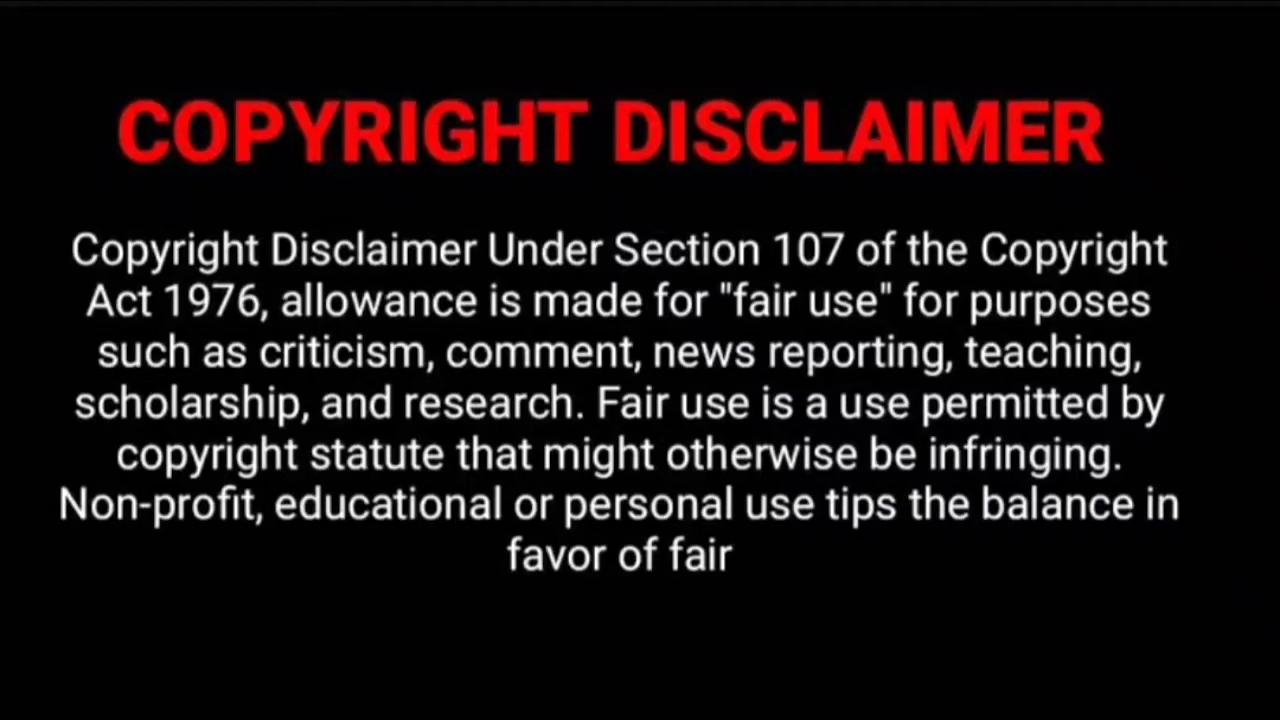 COPYRIGHT DISCLAIMER
Copyright Disclaimer Under Section 107 of the Copyright
Act 1976, allowance is made for "fair use" for purposes
such as criticism, comment, news reporting, teaching,
scholarship, and research. Fair use is a use permitted by
copyright statute that might otherwise be infringing.
Non-profit, educational or personal use tips the balance in
favor of fair